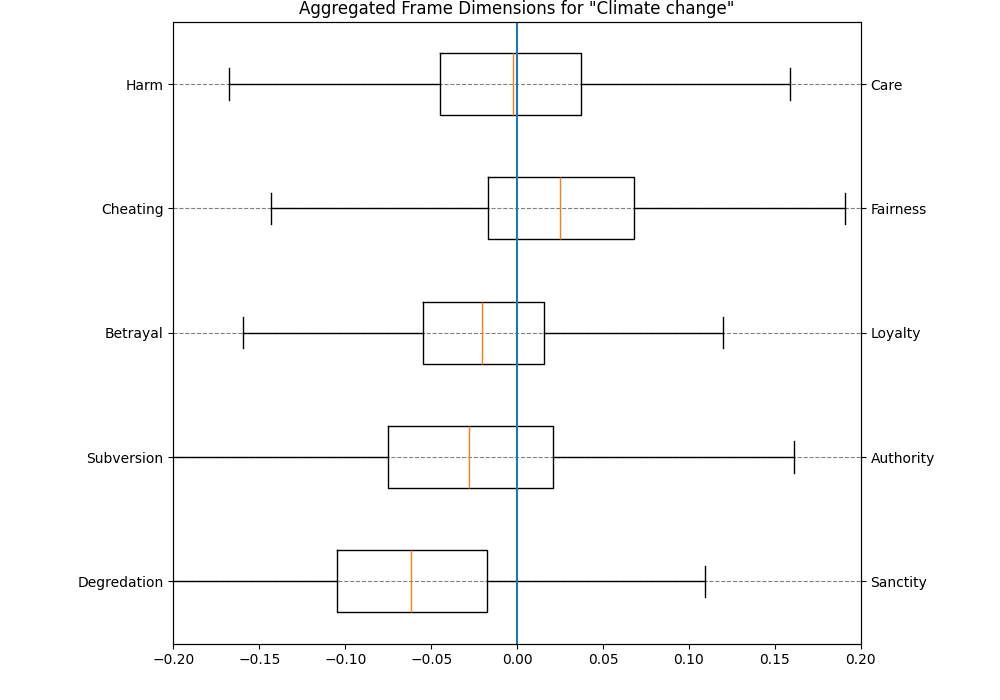 Aggregated Frame Dimensions for "Climate change"
Harm Care
Cheating Fairness
Betrayal Loyalty
Subversion Authority
Degredation Sanctity
−0.20 −0.15 −0.10 −0.05 0.00 0.05 0.10 0.15 0.20